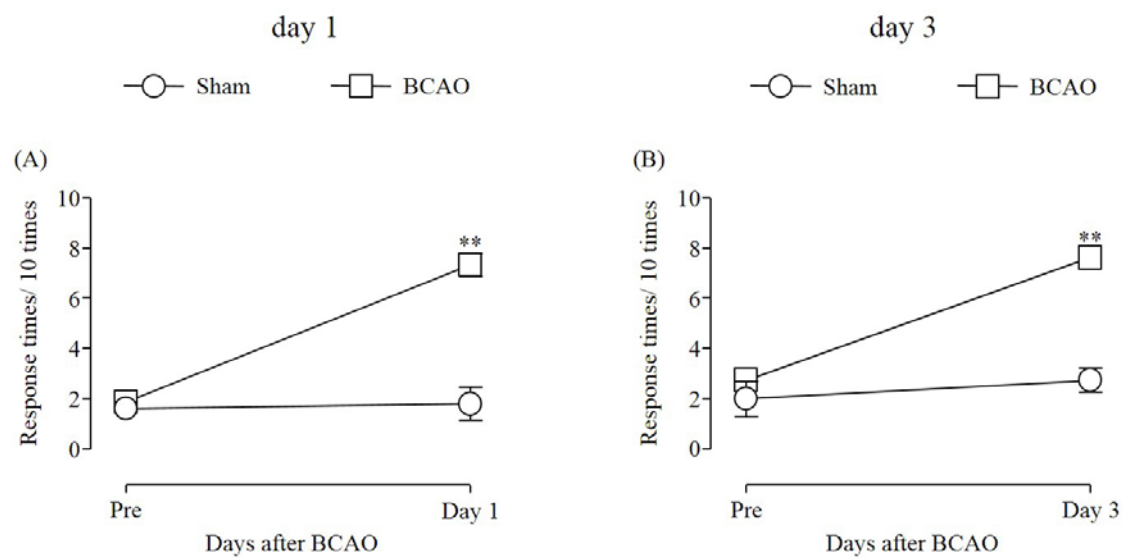 day 1
Sham BCAO
(A)
Response times/ 10 times
10
8
6
4
2
0
**
Pre Day 1
Days after BCAO
day 3
Sham BCAO
(B)
Response times/ 10 times
10
8
6
4
2
0
**
Pre Day 3
Days after BCAO